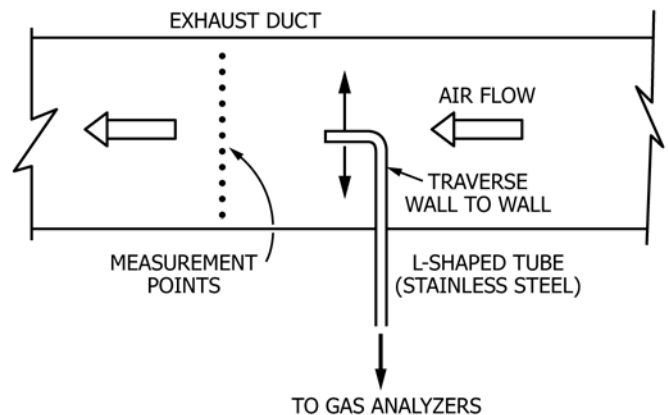 EXHAUST DUCT
AIR FLOW
TRAVERSE
WALL TO WALL
MEASUREMENT
POINTS
L-SHAPED TUBE
(STAINLESS STEEL)
TO GAS ANALYZERS